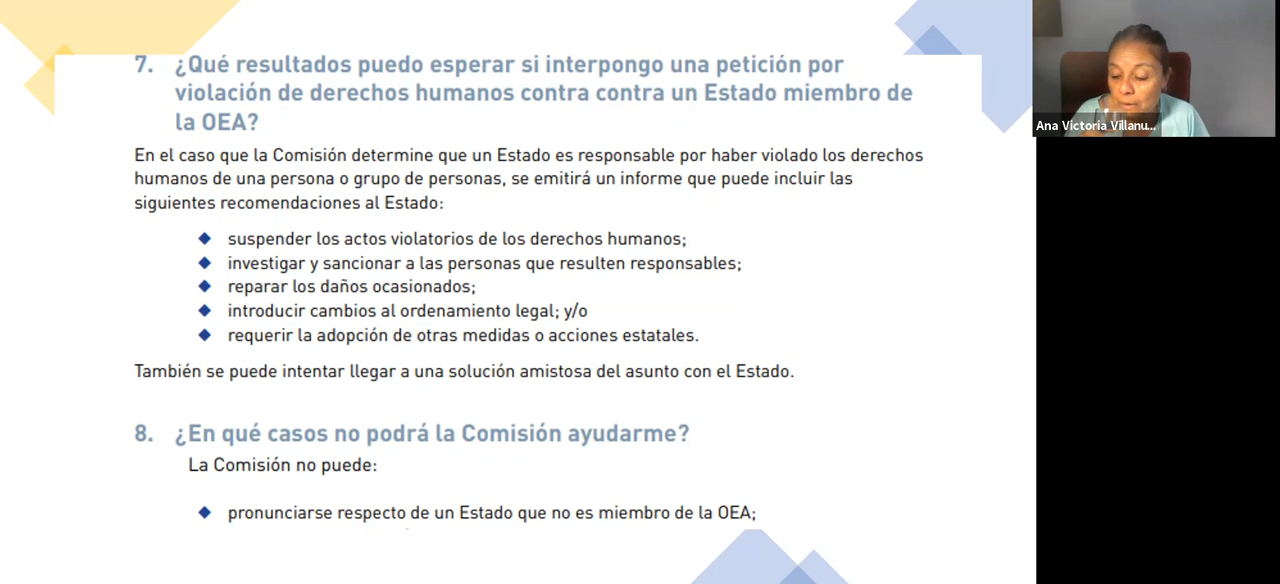 7. ¿Qué resultados puedo esperar si interpongo una petición por
violación de derechos humanos contra contra un Estado miembro de
la OEA?
En el caso que la Comisión determine que un Estado es responsable por haber violado los derechos
humanos de una persona o grupo de personas, se emitirá un informe que puede incluir las
siguientes recomendaciones al Estado:
◆ suspender los actos violatorios de los derechos humanos;
◆ investigar y sancionar a las personas que resulten responsables;
◆ reparar los daños ocasionados;
◆ introducir cambios al ordenamiento legal; y/o
◆ requerir la adopción de otras medidas o acciones estatales.
También se puede intentar llegar a una solución amistosa del asunto con el Estado.
8. ¿En qué casos no podrá la Comisión ayudarme?
La Comisión no puede:
◆ pronunciarse respecto de un Estado que no es miembro de la OEA;
Ana Victoria Villanu...